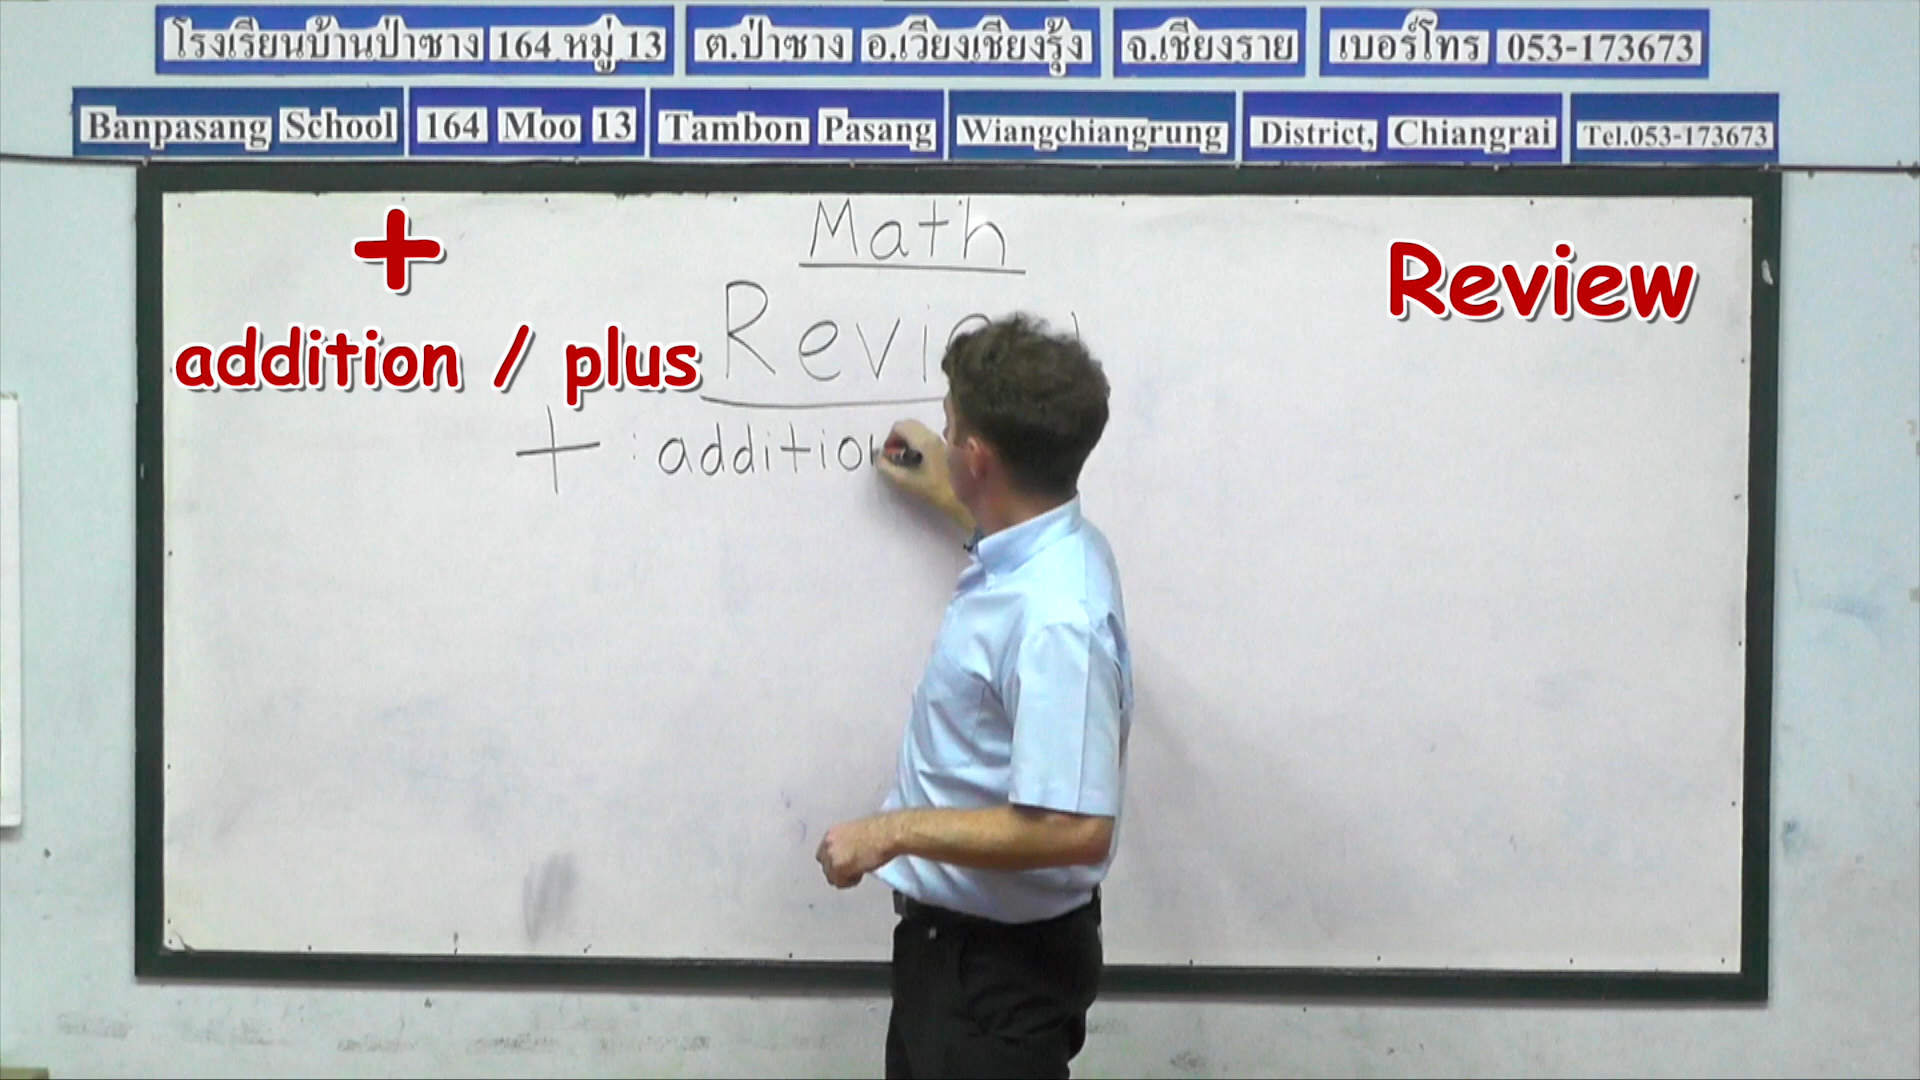 โรงเรียนบ้านป่าซาง 164 หมู่ 13 ต.ป่าซาง อ.เวียงเชียงรุ้ง จ.เชียงราย เบอร์โทร 053-173673
Banpasang School 164 Moo 13 Tambon Pasang Wiangchiangrung District, Chiangrai Tel.053-173673
Math
+
Review
addition / plus
+ : addition